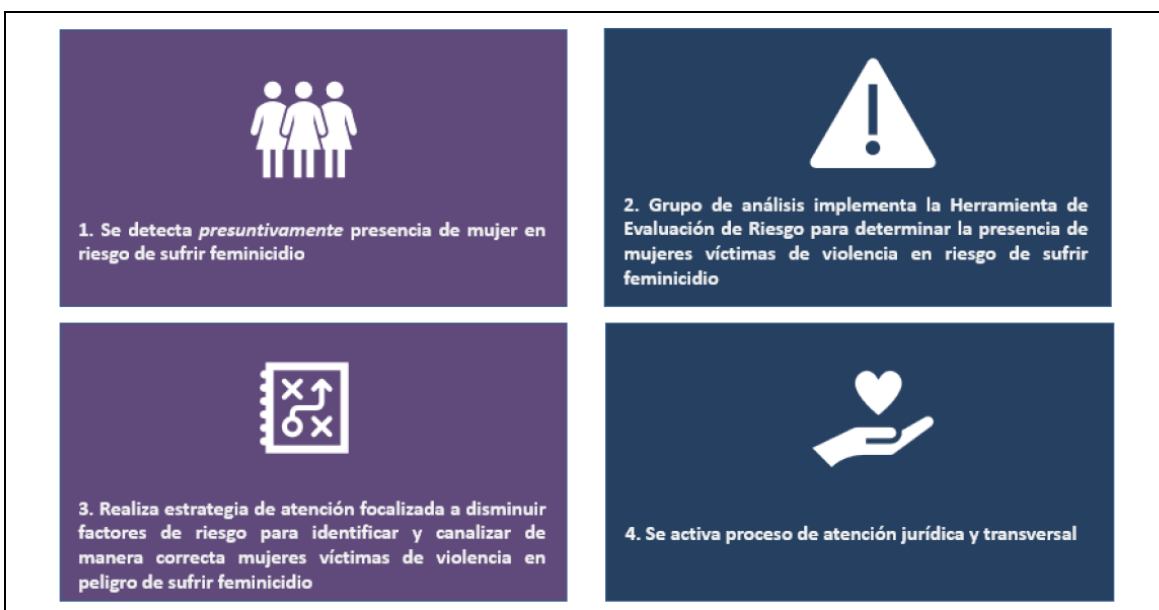 1. Se detecta presuntivamente presencia de mujer en
riesgo de sufrir feminicidio
2. Grupo de análisis implementa la Herramienta de
Evaluación de Riesgo para determinar la presencia de
mujeres víctimas de violencia en riesgo de sufrir
feminicidio
3. Realiza estrategia de atención focalizada a disminuir
factores de riesgo para identificar y canalizar de
manera correcta mujeres víctimas de violencia en
peligro de sufrir feminicidio
4. Se activa proceso de atención jurídica y transversal